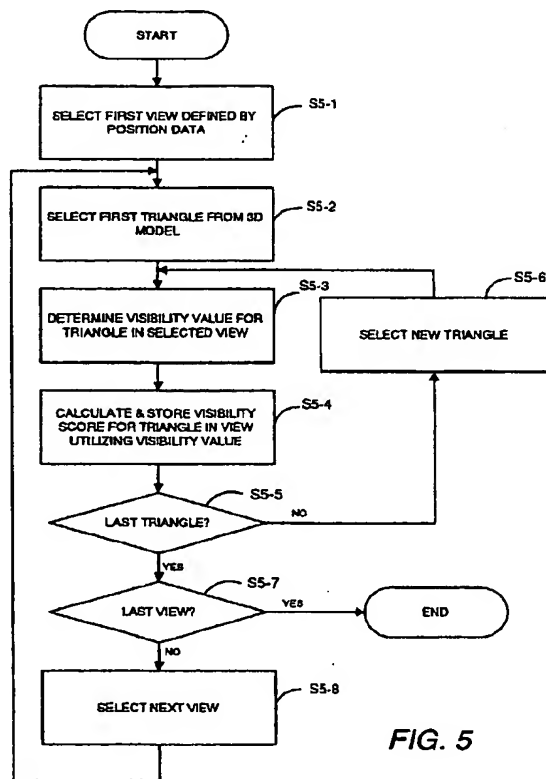 START
SELECT FIRST VIEW DEFINED BY
POSITION DATA
S5-1
SELECT FIRST TRIANGLE FROM 3D
MODEL
S5-2
DETERMINE VISIBILITY VALUE FOR
TRIANGLE IN SELECTED VIEW
S5-3
SELECT NEW TRIANGLE
S5-6
CALCULATE & STORE VISIBILITY
SCORE FOR TRIANGLE IN VIEW
UTILIZING VISIBILITY VALUE
S5-4
LAST TRIANGLE?
S5-5
NO
YES
LAST VIEW?
S5-7
YES
END
NO
SELECT NEXT VIEW
S5-8
FIG. 5